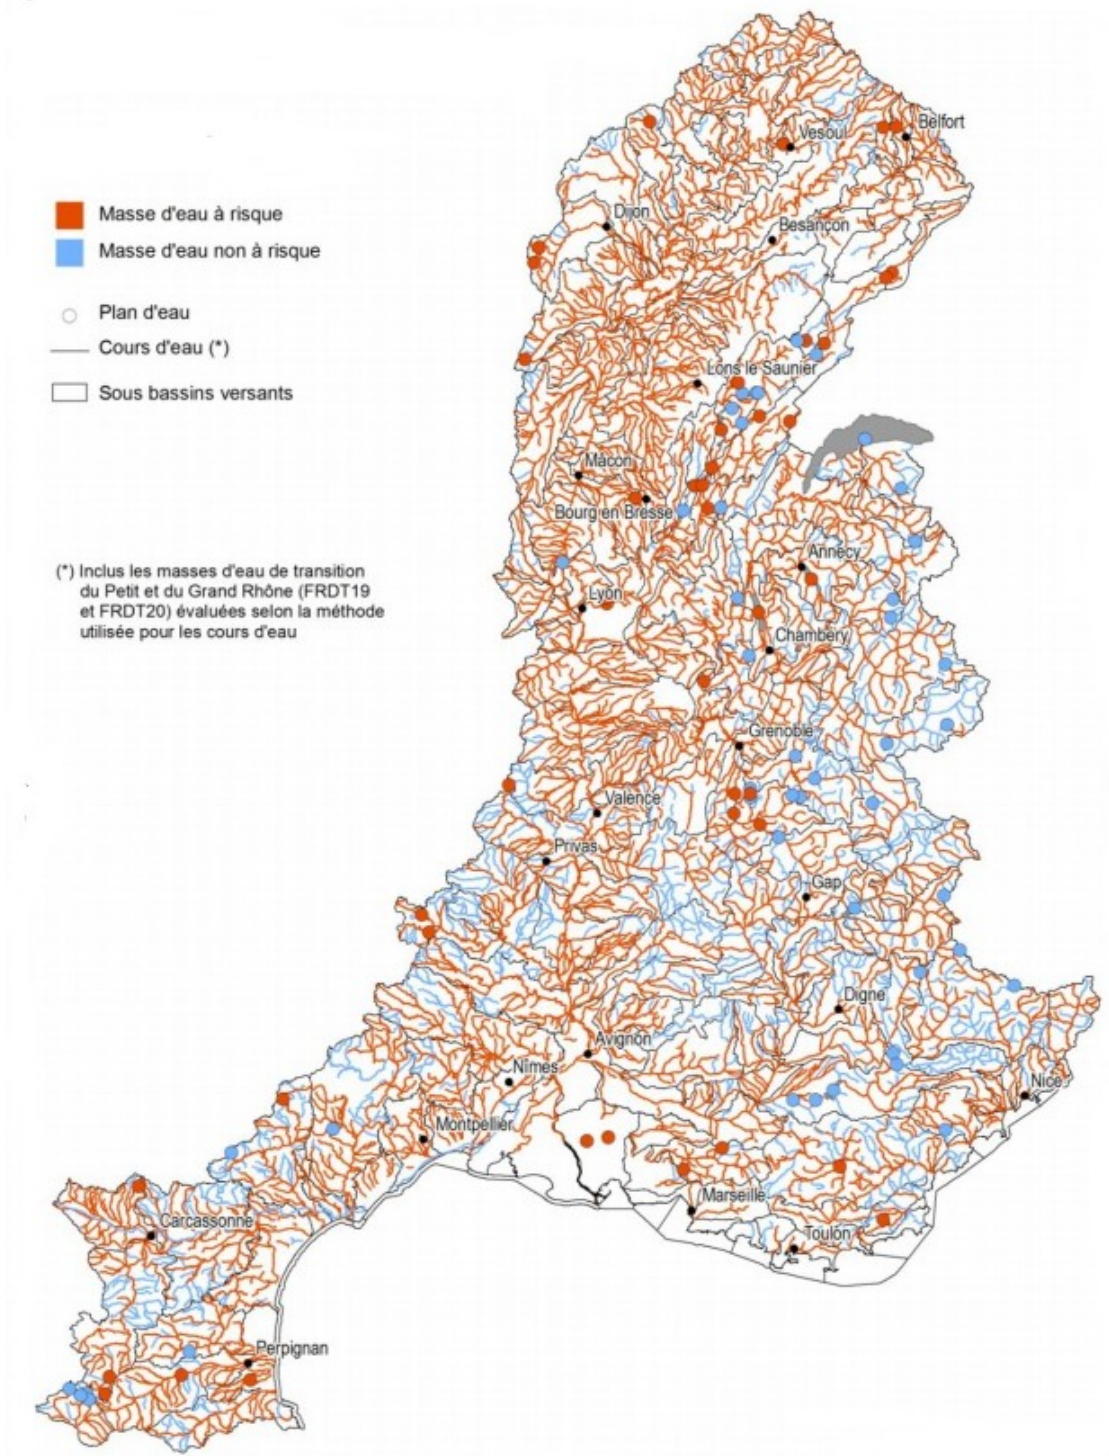 Masse d'eau à risque
Masse d'eau non à risque
Plan d'eau
Cours d'eau (*)
Sous bassins versants
(*) Inclus les masses d'eau de transition
du Petit et du Grand Rhône (FRDT19
et FRDT20) évaluées selon la méthode
utilisée pour les cours d'eau
Belfort
Vesoul
Dijon
Besançon
Lons le Saunier
Mâcon
Bourg en Bresse
Annecy
Lyon
Chambéry
Grenoble
Valence
Privas
Gap
Digne
Avignon
Nîmes
Nice
Montpellier
Marseille
Carcassonne
Toulon
Perpignan